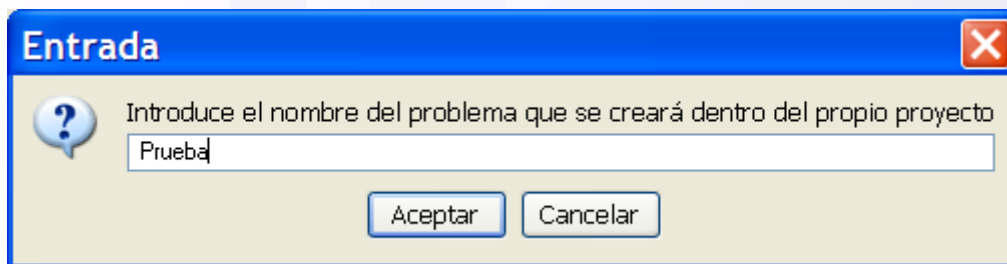 Entrada
Introduce el nombre del problema que se creará dentro del propio proyecto
Prueba
Aceptar Cancelar